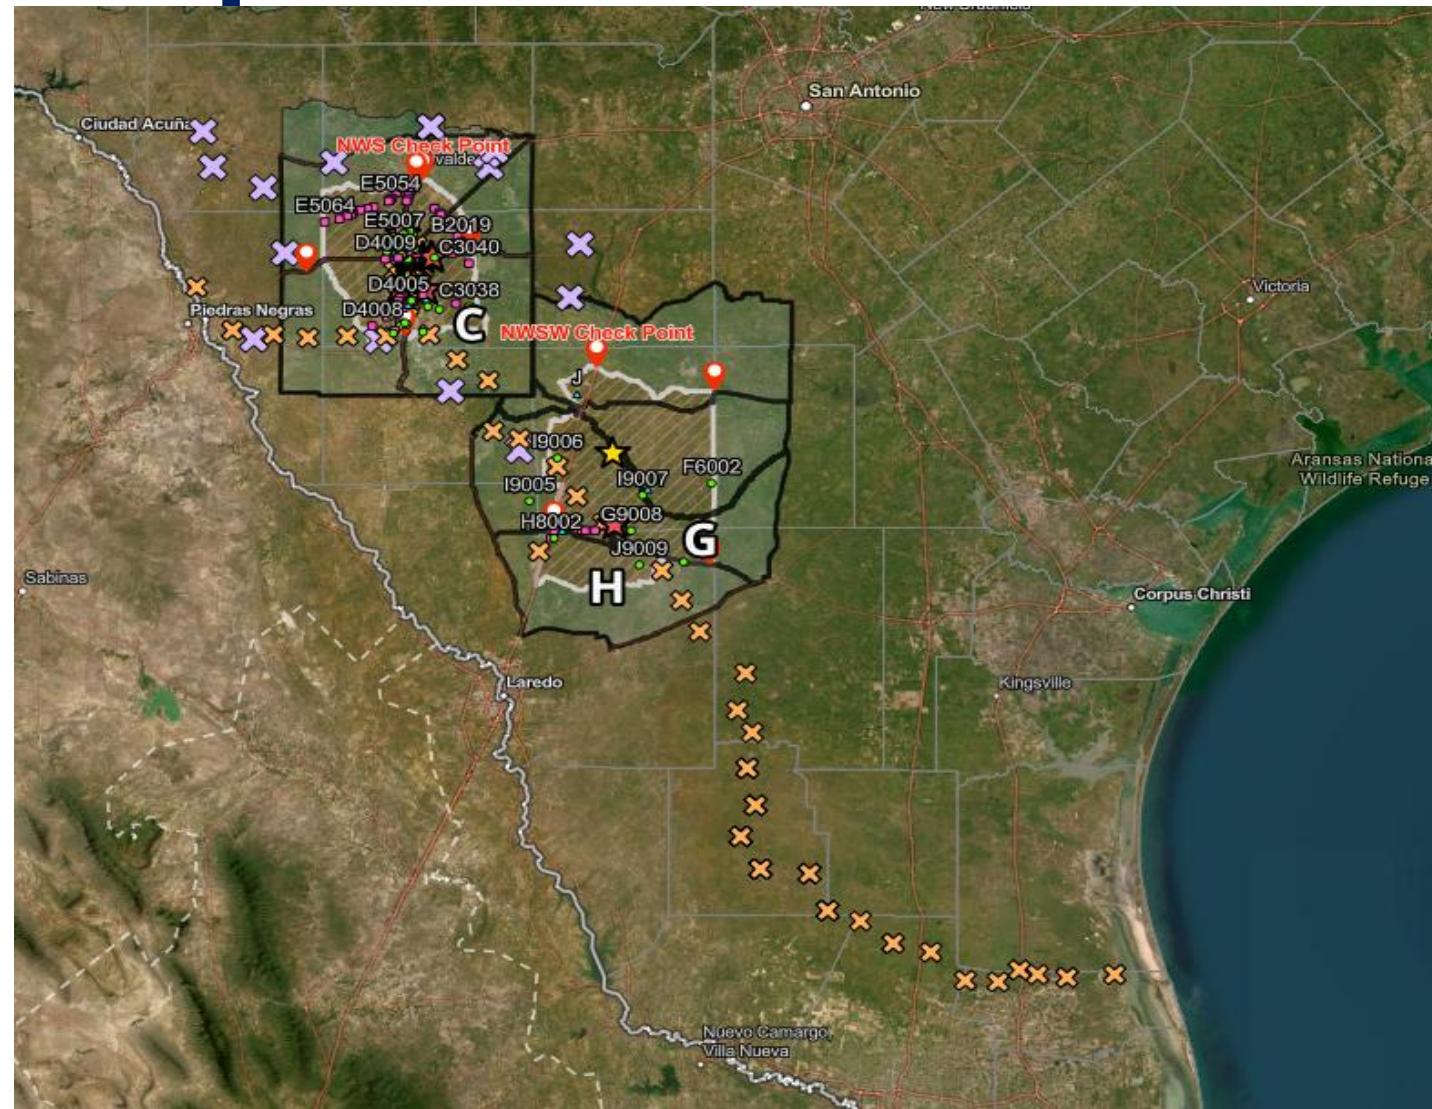 San Antonio
Ciudad Acuña
NWS Check Point
valde
E5054
E5064
E5007
B2019
D4009
C3040
D4005
C3038
Victoria
Piedras Negras
D4008
C
NWSW Check Point
J
I9006
Aransas Nationa
Wildlife Refuge
F6002
I9007
I9005
G9008
H8002
G
J9009
Sabinas
H
Corpus Christi
Laredo
Kingsville
Nuevo Camargo,
Villa Nueva